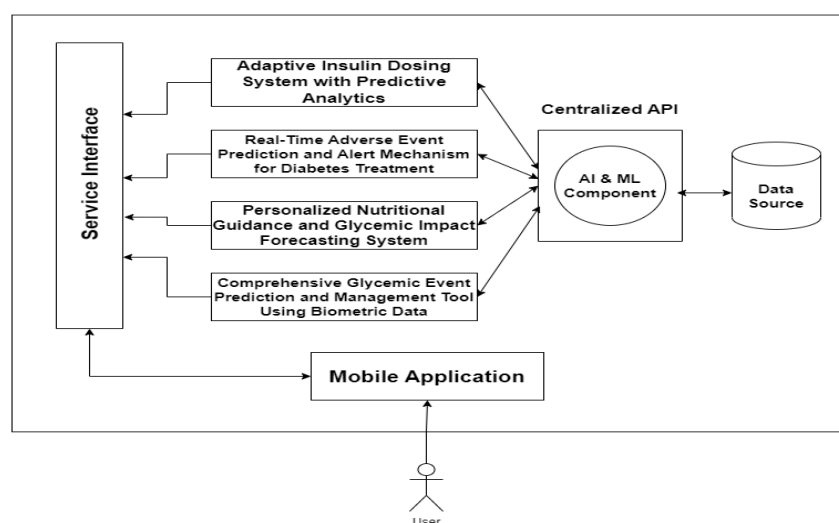 Service Interface
Adaptive Insulin Dosing
System with Predictive
Analytics
Real-Time Adverse Event
Prediction and Alert Mechanism
for Diabetes Treatment
Personalized Nutritional
Guidance and Glycemic Impact
Forecasting System
Comprehensive Glycemic Event
Prediction and Management Tool
Using Biometric Data
Centralized API
AI & ML
Component
Data
Source
Mobile Application
User